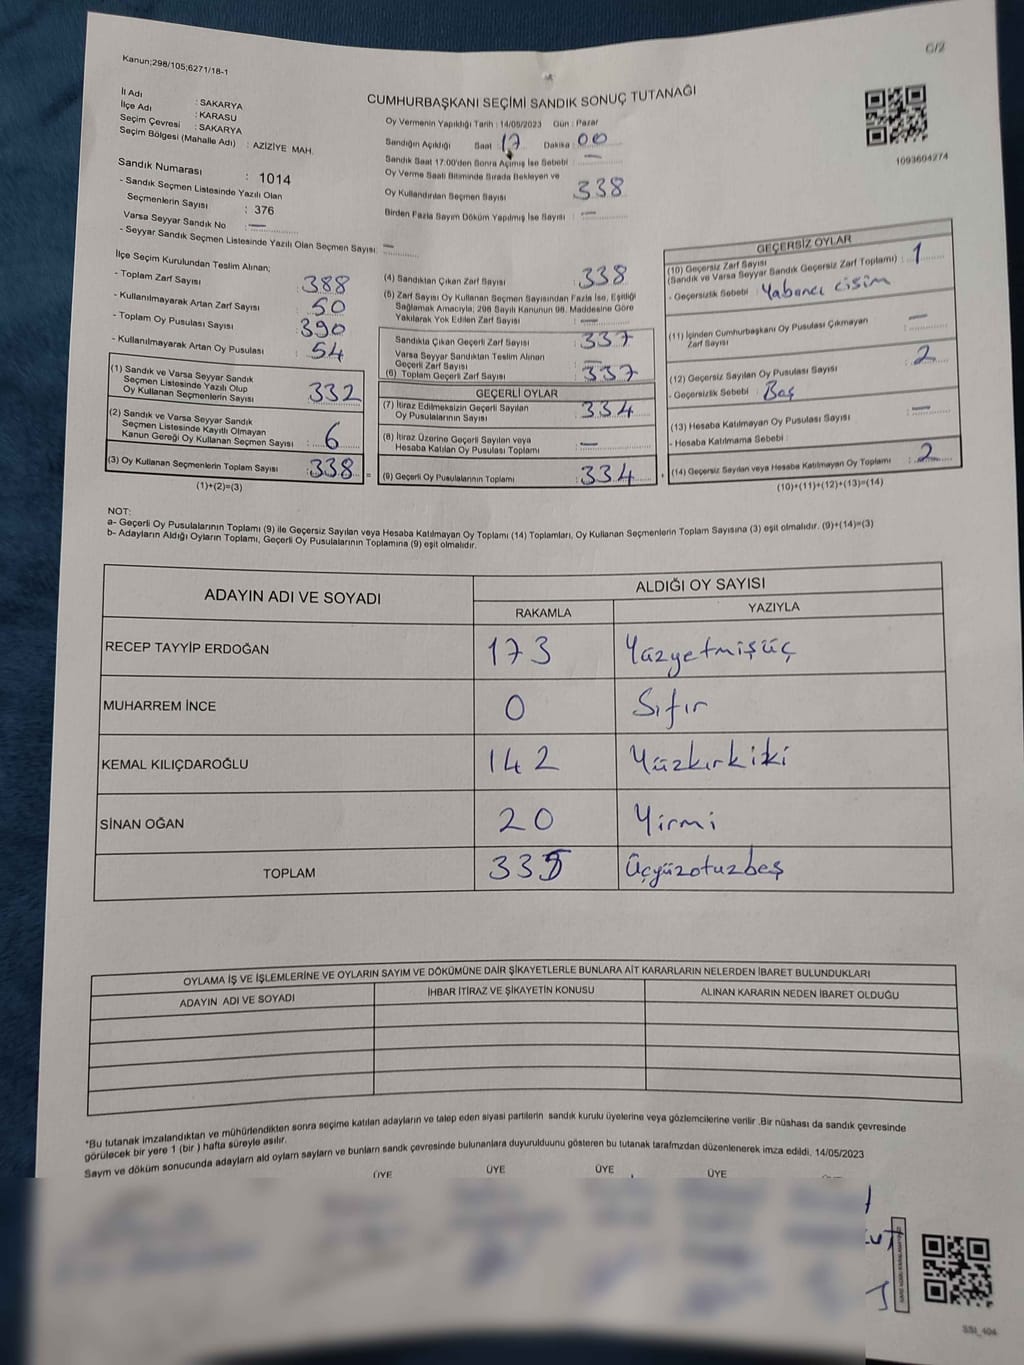 C/2
Kanun;298/105;6271/18-1
CUMHURBAŞKANI SEÇİMİ SANDIK SONUÇ TUTANAĞI
İl Adı : SAKARYA
İlçe Adı : KARASU
Seçim Çevresi : SAKARYA
Seçim Bölgesi (Mahalle Adı) : AZİZİYE MAH.
Sandık Numarası : 1014
- Sandık Seçmen Listesinde Yazılı Olan
Seçmenlerin Sayısı : 376
Varsa Seyyar Sandık No : —
- Seyyar Sandık Seçmen Listesinde Yazılı Olan Seçmen Sayısı: —
Oy Vermenin Yapıldığı Tarih : 14/05/2023 Gün : Pazar
Sandığın Açıldığı Saat : 17 Dakika : 00
Sandık Saat 17:00'den Sonra Açılmış İse Sebebi : —
Oy Verme Saati Bitiminde Sırada Bekleyen ve
Oy Kullandırılan Seçmen Sayısı 338
Birden Fazla Sayım Döküm Yapılmış İse Sayısı : —
1093604274
İlçe Seçim Kurulundan Teslim Alınan;
- Toplam Zarf Sayısı : 388
- Kullanılmayarak Artan Zarf Sayısı : 50
- Toplam Oy Pusulası Sayısı : 390
- Kullanılmayarak Artan Oy Pusulası : 54
(1) Sandık ve Varsa Seyyar Sandık
Seçmen Listesinde Yazılı Olup
Oy Kullanan Seçmenlerin Sayısı : 332
(2) Sandık ve Varsa Seyyar Sandık
Seçmen Listesinde Kayıtlı Olmayan
Kanun Gereği Oy Kullanan Seçmen Sayısı : 6
(3) Oy Kullanan Seçmenlerin Toplam Sayısı : 338 =
(1)+(2)=(3)
(4) Sandıktan Çıkan Zarf Sayısı : 338
(5) Zarf Sayısı Oy Kullanan Seçmen Sayısından Fazla İse, Eşitliği
Sağlamak Amacıyla; 298 Sayılı Kanunun 98. Maddesine Göre
Yakılarak Yok Edilen Zarf Sayısı : —
Sandıkta Çıkan Geçerli Zarf Sayısı : 337
Varsa Seyyar Sandıktan Teslim Alınan
Geçerli Zarf Sayısı : —
(6) Toplam Geçerli Zarf Sayısı : 337
GEÇERLİ OYLAR
(7) İtiraz Edilmeksizin Geçerli Sayılan
Oy Pusulalarının Sayısı : 334
(8) İtiraz Üzerine Geçerli Sayılan veya
Hesaba Katılan Oy Pusulası Toplamı : —
(9) Geçerli Oy Pusulalarının Toplamı : 334 +
GEÇERSİZ OYLAR
(10) Geçersiz Zarf Sayısı
(Sandık ve Varsa Seyyar Sandık Geçersiz Zarf Toplamı) : 1
- Geçersizlik Sebebi : Yabancı cisim
(11) İçinden Cumhurbaşkanı Oy Pusulası Çıkmayan
Zarf Sayısı : —
(12) Geçersiz Sayılan Oy Pusulası Sayısı : 2
- Geçersizlik Sebebi : Boş
(13) Hesaba Katılmayan Oy Pusulası Sayısı : —
- Hesaba Katılmama Sebebi :
(14) Geçersiz Sayılan veya Hesaba Katılmayan Oy Toplamı : 2
(10)+(11)+(12)+(13)=(14)
NOT:
a- Geçerli Oy Pusulalarının Toplamı (9) ile Geçersiz Sayılan veya Hesaba Katılmayan Oy Toplamı (14) Toplamları, Oy Kullanan Seçmenlerin Toplam Sayısına (3) eşit olmalıdır. (9)+(14)=(3)
b- Adayların Aldığı Oyların Toplamı, Geçerli Oy Pusulalarının Toplamına (9) eşit olmalıdır.
ADAYIN ADI VE SOYADI ALDIĞI OY SAYISI
RAKAMLA YAZIYLA
RECEP TAYYİP ERDOĞAN 173 Yüzyetmişüç
MUHARREM İNCE 0 Sıfır
KEMAL KILIÇDAROĞLU 142 Yüzkırkiki
SİNAN OĞAN 20 Yirmi
TOPLAM 335 Üçyüzotuzbeş
OYLAMA İŞ VE İŞLEMLERİNE VE OYLARIN SAYIM VE DÖKÜMÜNE DAİR ŞİKAYETLERLE BUNLARA AİT KARARLARIN NELERDEN İBARET BULUNDUKLARI
ADAYIN ADI VE SOYADI İHBAR İTİRAZ VE ŞİKAYETİN KONUSU ALINAN KARARIN NEDEN İBARET OLDUĞU
*Bu tutanak imzalandıktan ve mühürlendikten sonra seçime katılan adayların ve talep eden siyasi partilerin sandık kurulu üyelerine veya gözlemcilerine verilir .Bir nüshası da sandık çevresinde
görülecek bir yere 1 (bir ) hafta süreyle asılır.
Saym ve döküm sonucunda adayları ald oylarn saylarn ve bunlarn sandk çevresinde bulunanlara duyurulduunu gösteren bu tutanak tarafmzdan düzenlenerek imza edildi. 14/05/2023
ÜYE ÜYE ÜYE ÜYE
SSI_404